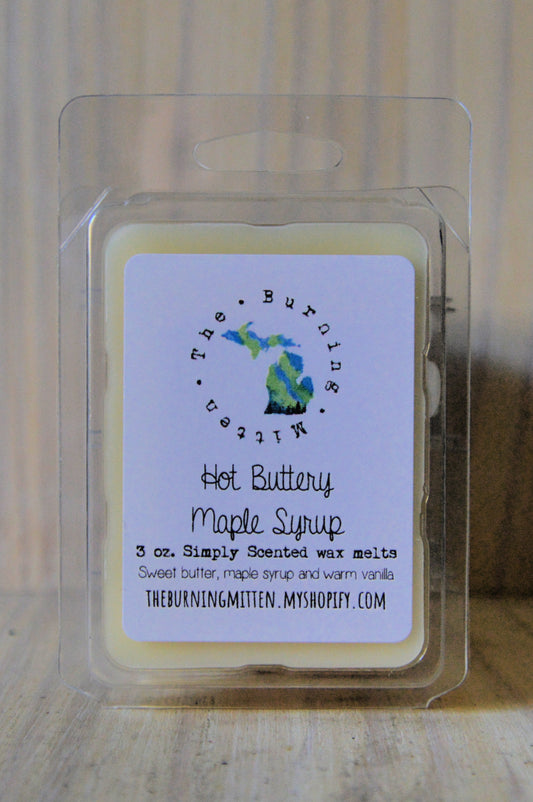 The • Burning • Mitten •
Hot Buttery
Maple Syrup
3 oz. Simply Scented wax melts
Sweet butter, maple syrup and warm vanilla
THEBURNINGMITTEN.MYSHOPIFY.COM